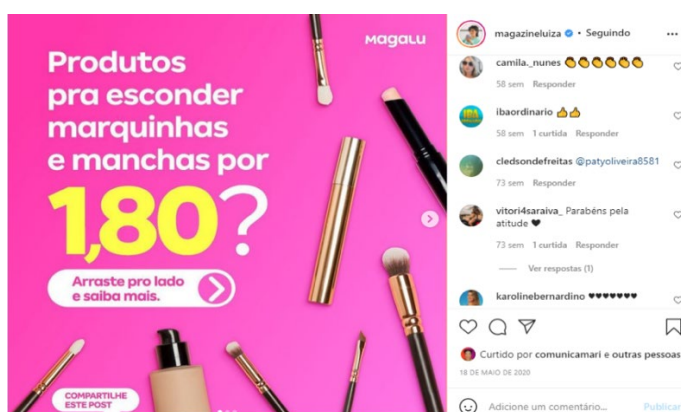 MAGALU
Produtos
pra esconder
marquinhas
e manchas por
1,80?
Arraste pro lado
e saiba mais.
COMPARTILHE
ESTE POST
magazineluiza • Seguindo
camila._nunes 👏👏👏👏👏👏
58 sem Responder
ibaordinario 👍👍
58 sem 1 curtida Responder
cledsondefreitas @patyoliveira8581
73 sem Responder
vitori4saraiva_ Parabéns pela
atitude ♥
73 sem 1 curtida Responder
Ver respostas (1)
karolinebernardino ♥♥♥♥♥♥♥
Curtido por comunicamari e outras pessoas
18 DE MAIO DE 2020
Adicione um comentário... Publicar